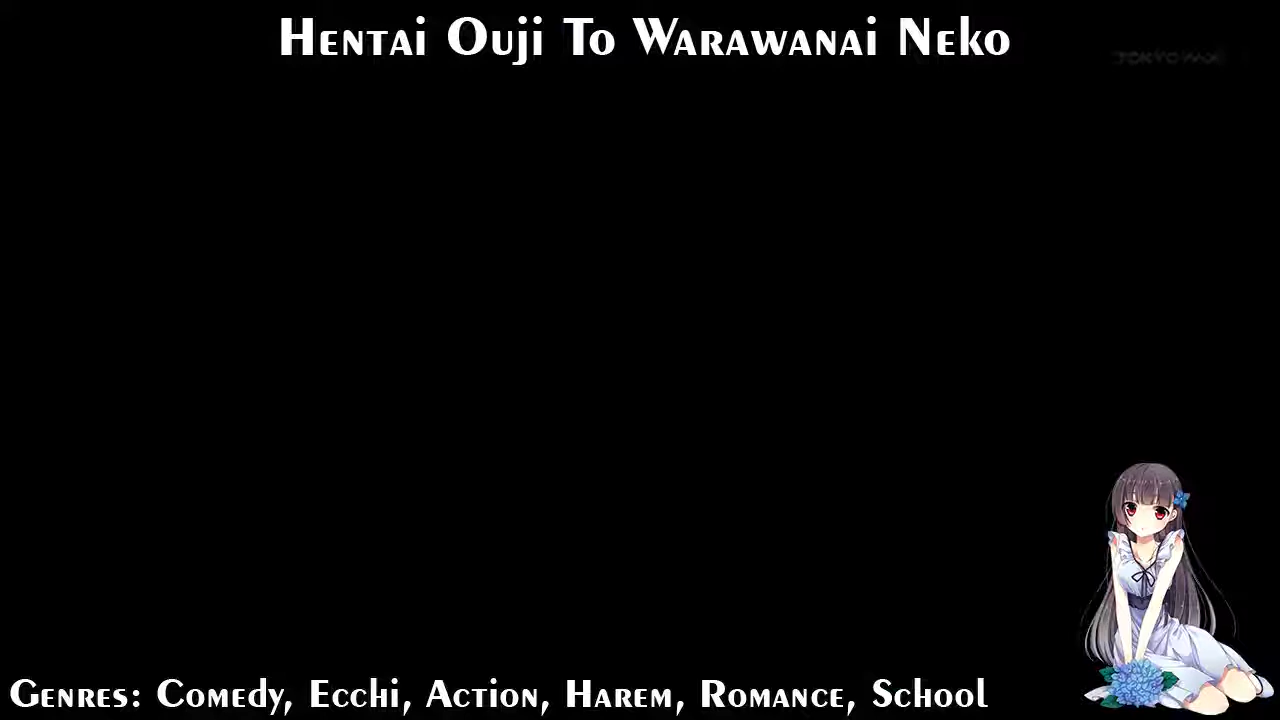 Hentai Ouji To Warawanai Neko
Genres: Comedy, Ecchi, Action, Harem, Romance, School